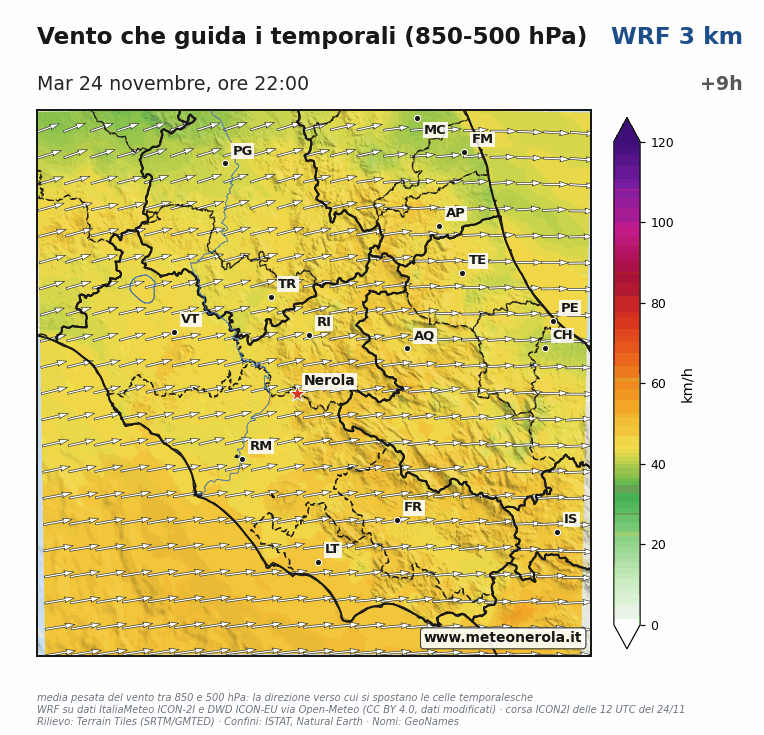 Vento che guida i temporali (850-500 hPa) WRF 3 km
Mar 24 novembre, ore 22:00 +9h
MC
FM
PG
AP
TE
TR
PE
VT
RI
AQ
CH
Nerola
RM
FR
IS
LT
www.meteonerola.it
120
100
80
60
40
20
0
km/h
media pesata del vento tra 850 e 500 hPa: la direzione verso cui si spostano le celle temporalesche
WRF su dati ItaliaMeteo ICON-2I e DWD ICON-EU via Open-Meteo (CC BY 4.0, dati modificati) · corsa ICON2I delle 12 UTC del 24/11
Rilievo: Terrain Tiles (SRTM/GMTED) · Confini: ISTAT, Natural Earth · Nomi: GeoNames